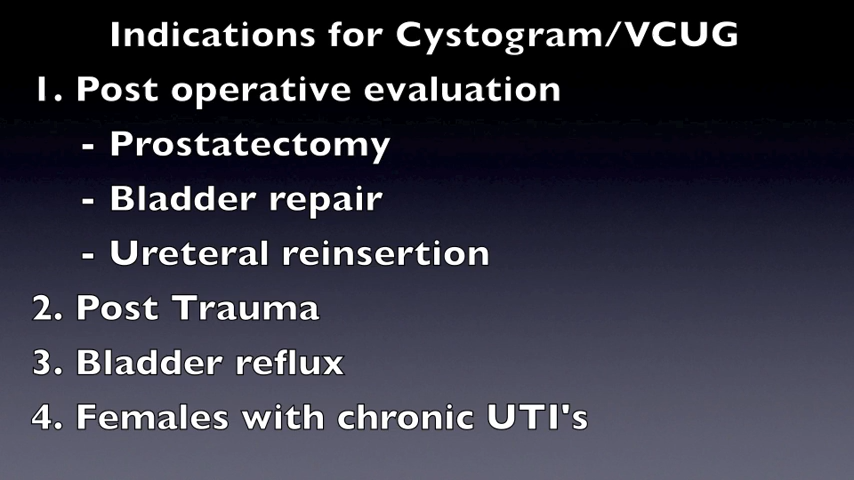 Indications for Cystogram/VCUG
1. Post operative evaluation
- Prostatectomy
- Bladder repair
- Ureteral reinsertion
2. Post Trauma
3. Bladder reflux
4. Females with chronic UTI's